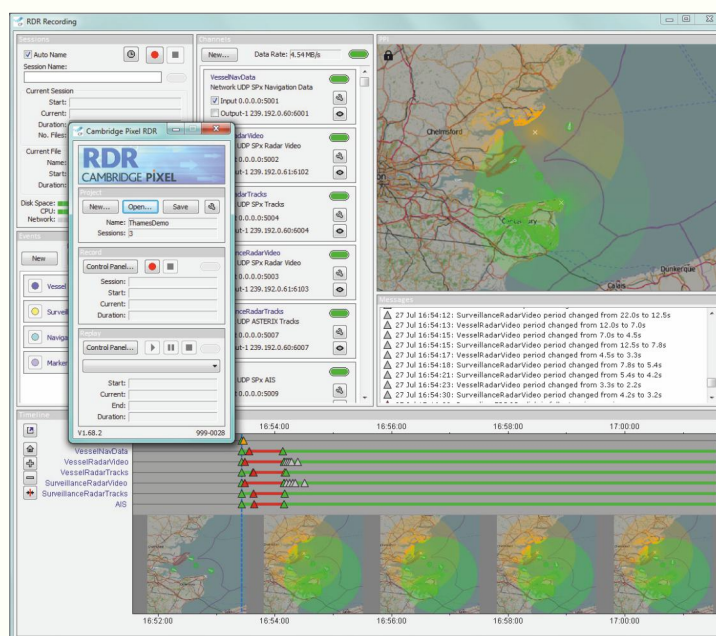 RDR Recording
Sessions
Auto Name
Session Name:
Current Session
Start:
Current:
Duration:
No. Files:
Current File
Name:
Start:
Duration:
Disk Space:
CPU:
Network:
Events
New
Vessel
Surveil
Naviga
Marker
Cambridge Pixel RDR
RDR
CAMBRIDGE PIXEL
Project
New...
Open...
Save
Name: ThamesDemo
Sessions: 3
Record
Control Panel...
Session:
Start:
Current:
Duration:
Replay
Control Panel...
Start:
Current:
End:
Duration:
V1.68.2
999-0028
Channels
New...
Data Rate: 4.54 MB/s
VesselNavData
Network UDP SPx Navigation Data
Input 0.0.0.0:5001
Output-1 239.192.0.60:6001
adarVideo
UDP SPx Radar Video
0.0.0.0:5002
ut-1 239.192.0.61:6102
adarTracks
UDP SPx Tracks
0.0.0.0:5004
ut-1 239.192.0.60:6004
nceRadarVideo
UDP SPx Radar Video
0.0.0.0:5003
ut-1 239.192.0.61:6103
nceRadarTracks
UDP ASTERIX Tracks
0.0.0.0:5007
ut-1 239.192.0.60:6007
UDP SPx AIS
0.0.0.0:5009
PPI
Chelmsford
Canterbury
Dunkerque
Calais
Messages
27 Jul 16:54:12: SurveillanceRadarVideo period changed from 22.0s to 12.5s
27 Jul 16:54:13: VesselRadarVideo period changed from 12.0s to 7.0s
27 Jul 16:54:15: VesselRadarVideo period changed from 7.0s to 4.5s
27 Jul 16:54:15: SurveillanceRadarVideo period changed from 12.5s to 7.8s
27 Jul 16:54:17: VesselRadarVideo period changed from 4.5s to 3.3s
27 Jul 16:54:18: SurveillanceRadarVideo period changed from 7.8s to 5.4s
27 Jul 16:54:21: SurveillanceRadarVideo period changed from 5.4s to 4.2s
27 Jul 16:54:23: VesselRadarVideo period changed from 3.3s to 2.2s
27 Jul 16:54:30: SurveillanceRadarVideo period changed from 4.2s to 3.2s
Timeline
16:54:00
16:56:00
16:58:00
17:00:00
VesselNavData
VesselRadarVideo
VesselRadarTracks
SurveillanceRadarVideo
SurveillanceRadarTracks
AIS
16:52:00
16:54:00
16:56:00
16:58:00
17:00:00